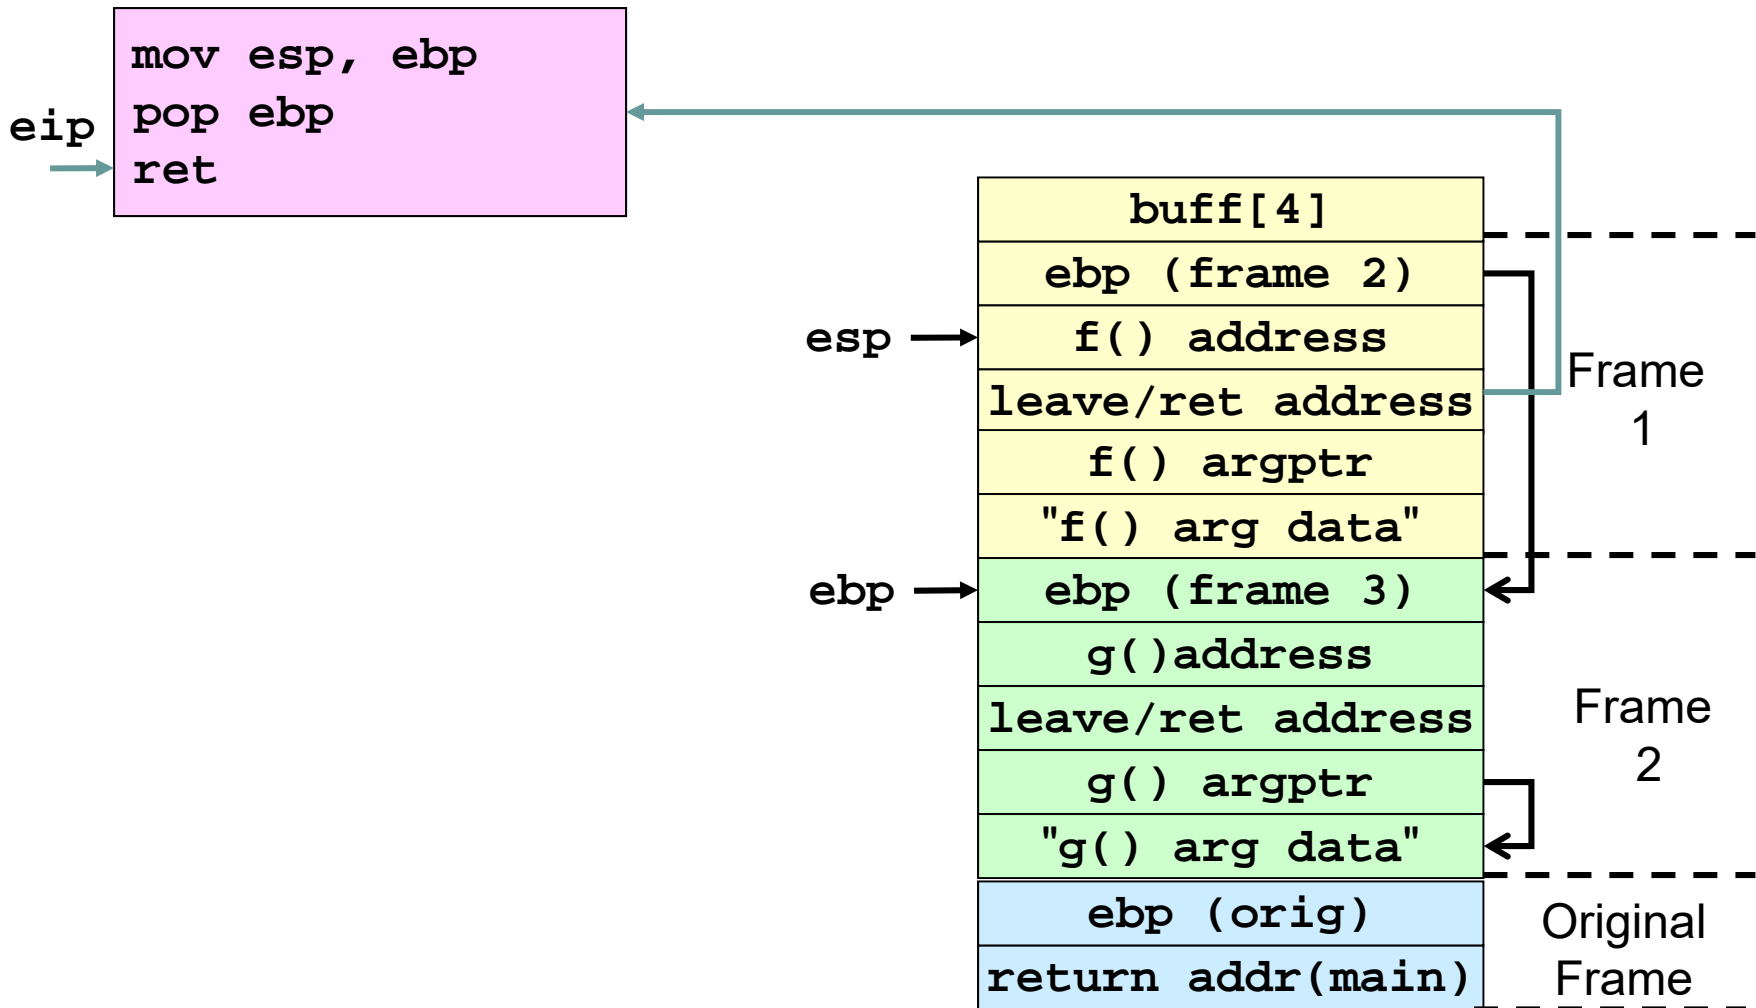 mov esp, ebp
pop ebp
ret
eip
buff[4]
ebp (frame 2)
esp
f() address
leave/ret address
f() argptr
"f() arg data"
Frame
1
ebp
ebp (frame 3)
g()address
leave/ret address
g() argptr
"g() arg data"
Frame
2
ebp (orig)
return addr(main)
Original
Frame